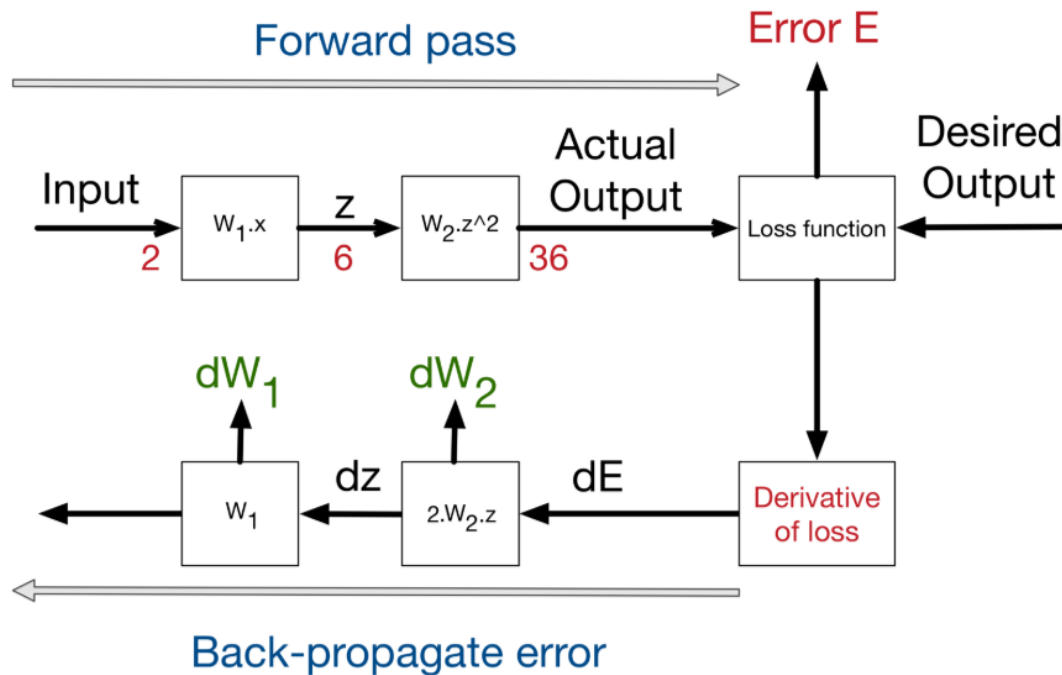 Forward pass
Error E
Input
W1.x
z
W2.z^2
Actual
Output
Loss function
Desired
Output
2
6
36
dW1
dW2
W1
dz
2.W2.z
dE
Derivative
of loss
Back-propagate error